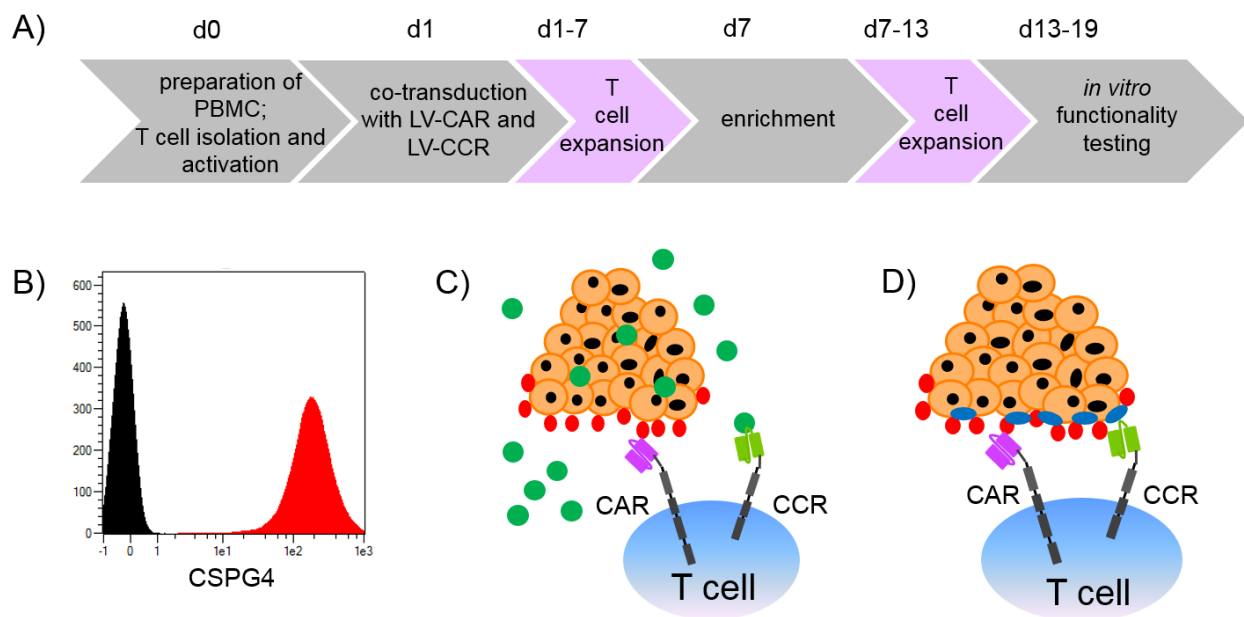 A)
d0
d1
d1-7
d7
d7-13
d13-19
preparation of
PBMC;
T cell isolation and
activation
co-transduction
with LV-CAR and
LV-CCR
T
cell
expansion
enrichment
T
cell
expansion
in vitro
functionality
testing
B)
600
500
400
300
200
100
0
-1
0
1
1e1
1e2
1e3
CSPG4
C)
CAR
CCR
T cell
D)
CAR
CCR
T cell